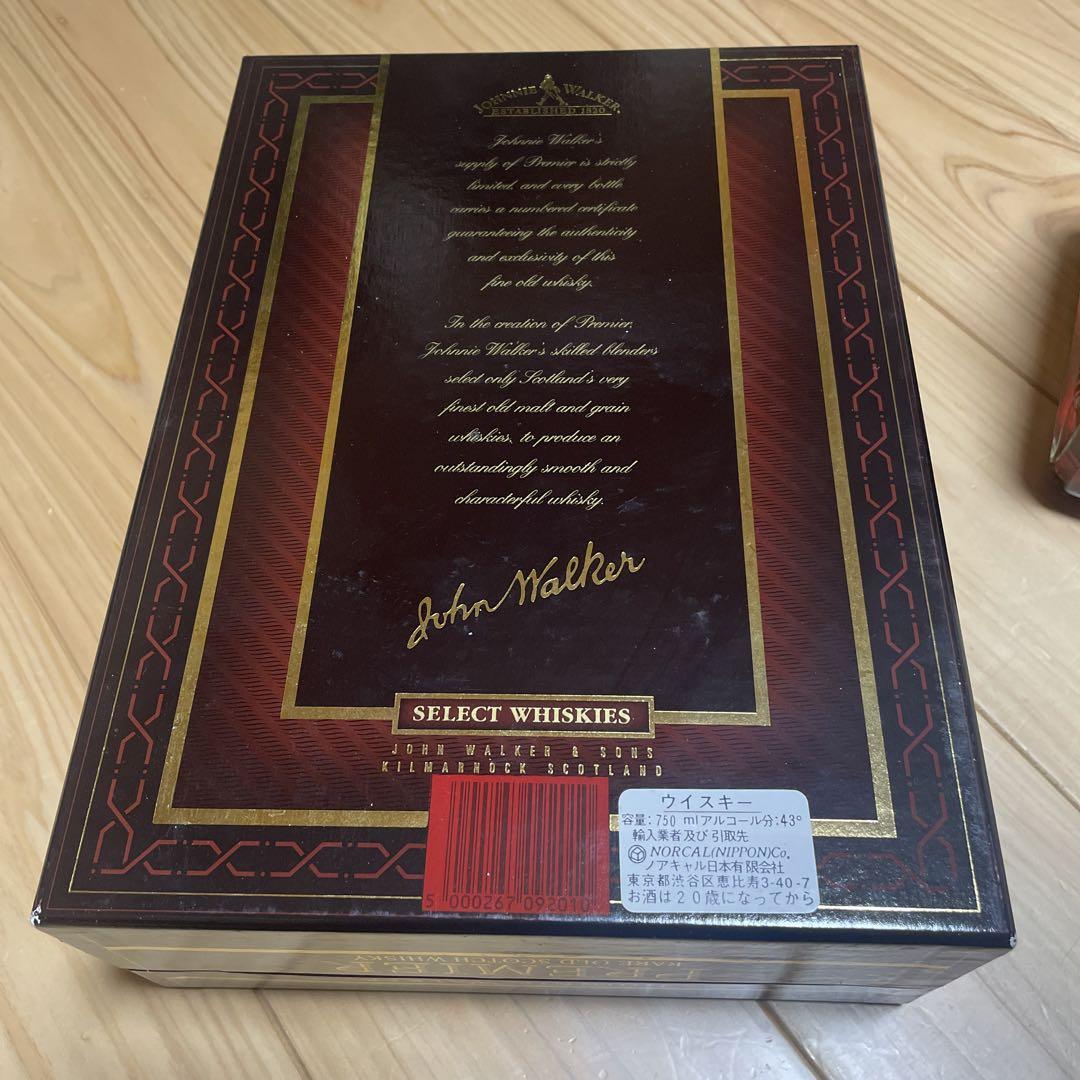 JOHNNIE WALKER.
ESTABLISHED 1820
Johnnie Walker's
supply of Premier is strictly
limited, and every bottle
carries a numbered certificate
guaranteeing the authenticity
and exclusivity of this
fine old whisky.
In the creation of Premier,
Johnnie Walker's skilled blenders
select only Scotland's very
finest old malt and grain
whiskies, to produce an
outstandingly smooth and
characterful whisky.
John Walker
SELECT WHISKIES
JOHN WALKER & SONS
KILMARNOCK SCOTLAND
5 000267 092010
ウイスキー
容量:750 mlアルコール分:43°
輸入業者及び引取先
NORCAL(NIPPON)Co.
ノアキャル日本有限会社
東京都渋谷区恵比寿3-40-7
お酒は20歳になってから
RARE OLD SCOTCH WHISKY
PREMIER